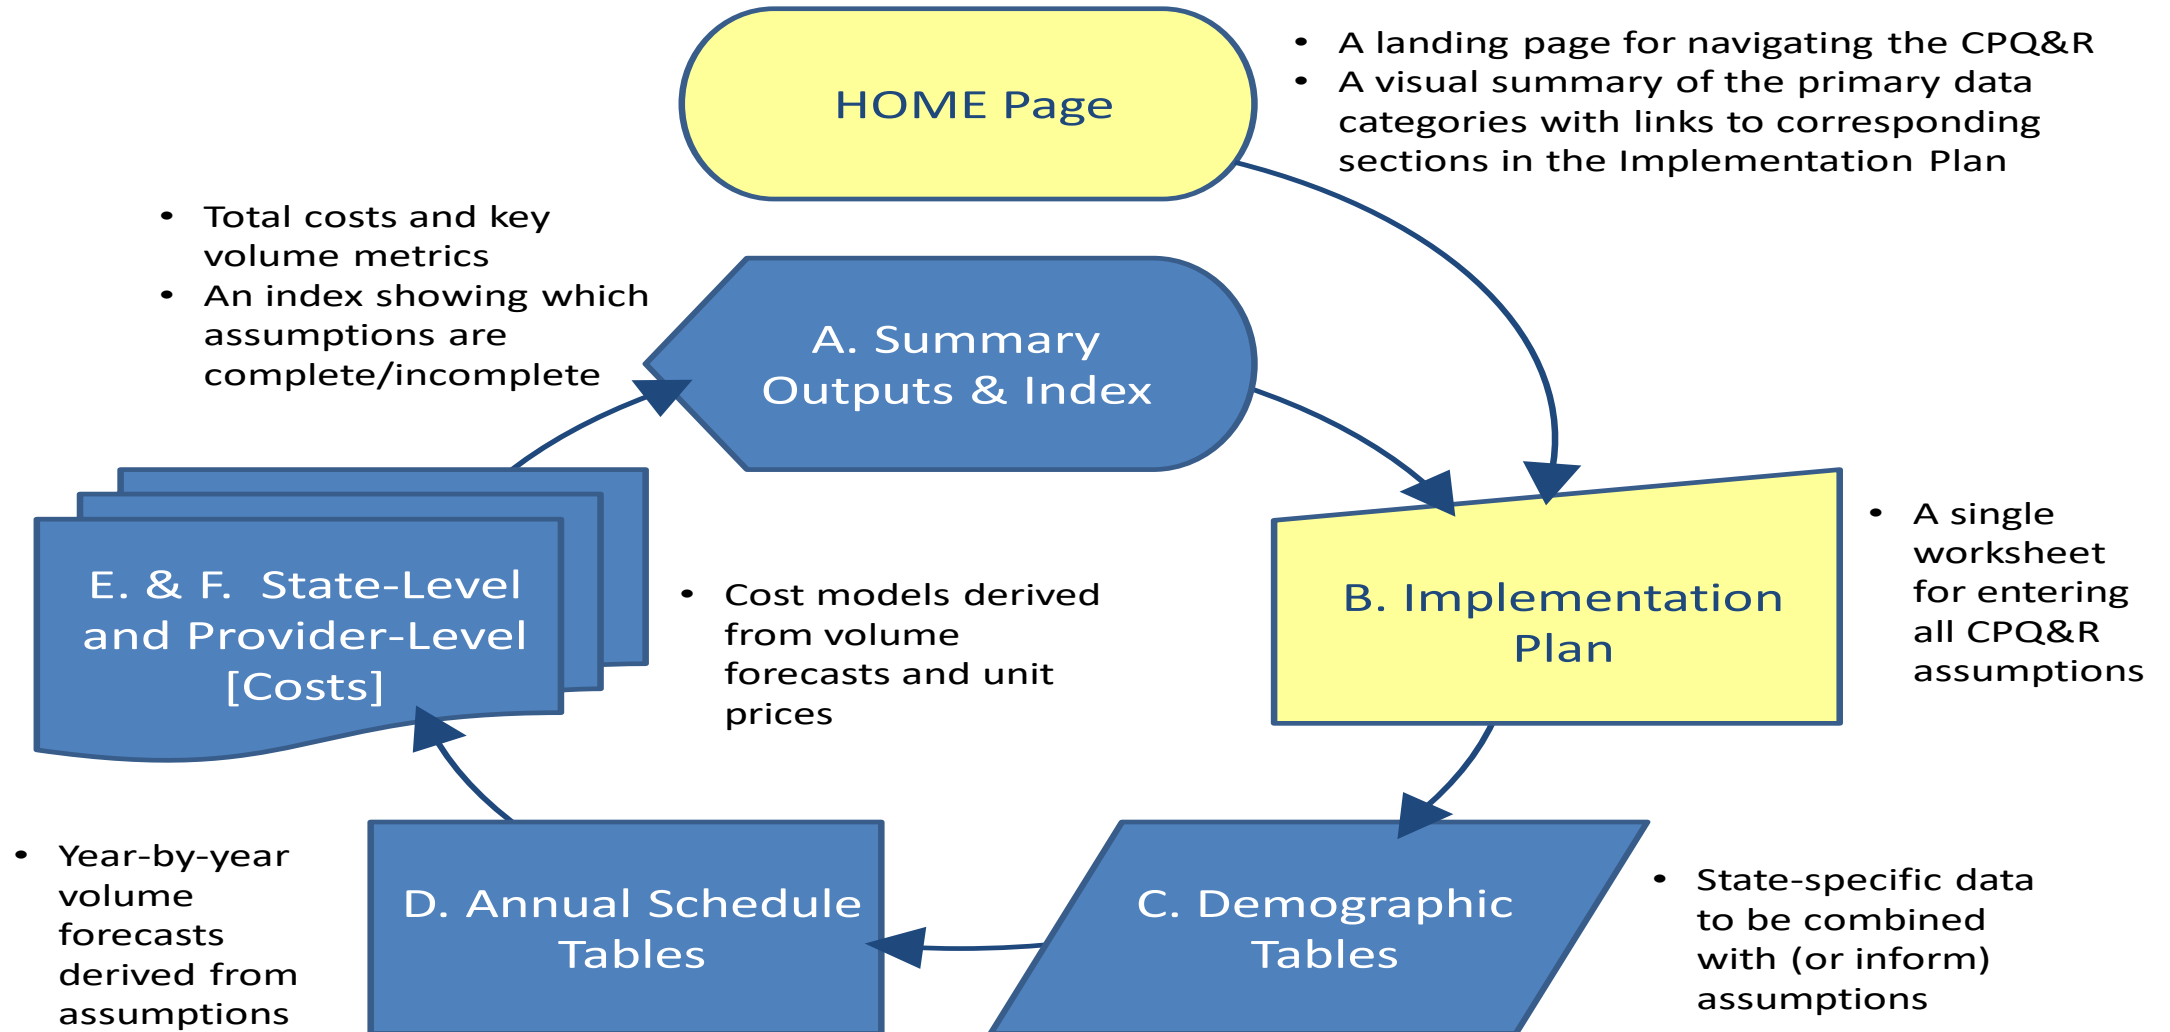 HOME Page
• A landing page for navigating the CPQ&R
• A visual summary of the primary data
categories with links to corresponding
sections in the Implementation Plan
• Total costs and key
volume metrics
• An index showing which
assumptions are
complete/incomplete
A. Summary
Outputs & Index
E. & F. State-Level
and Provider-Level
[Costs]
• Cost models derived
from volume
forecasts and unit
prices
B. Implementation
Plan
• A single
worksheet
for entering
all CPQ&R
assumptions
• Year-by-year
volume
forecasts
derived from
assumptions
D. Annual Schedule
Tables
C. Demographic
Tables
• State-specific data
to be combined
with (or inform)
assumptions